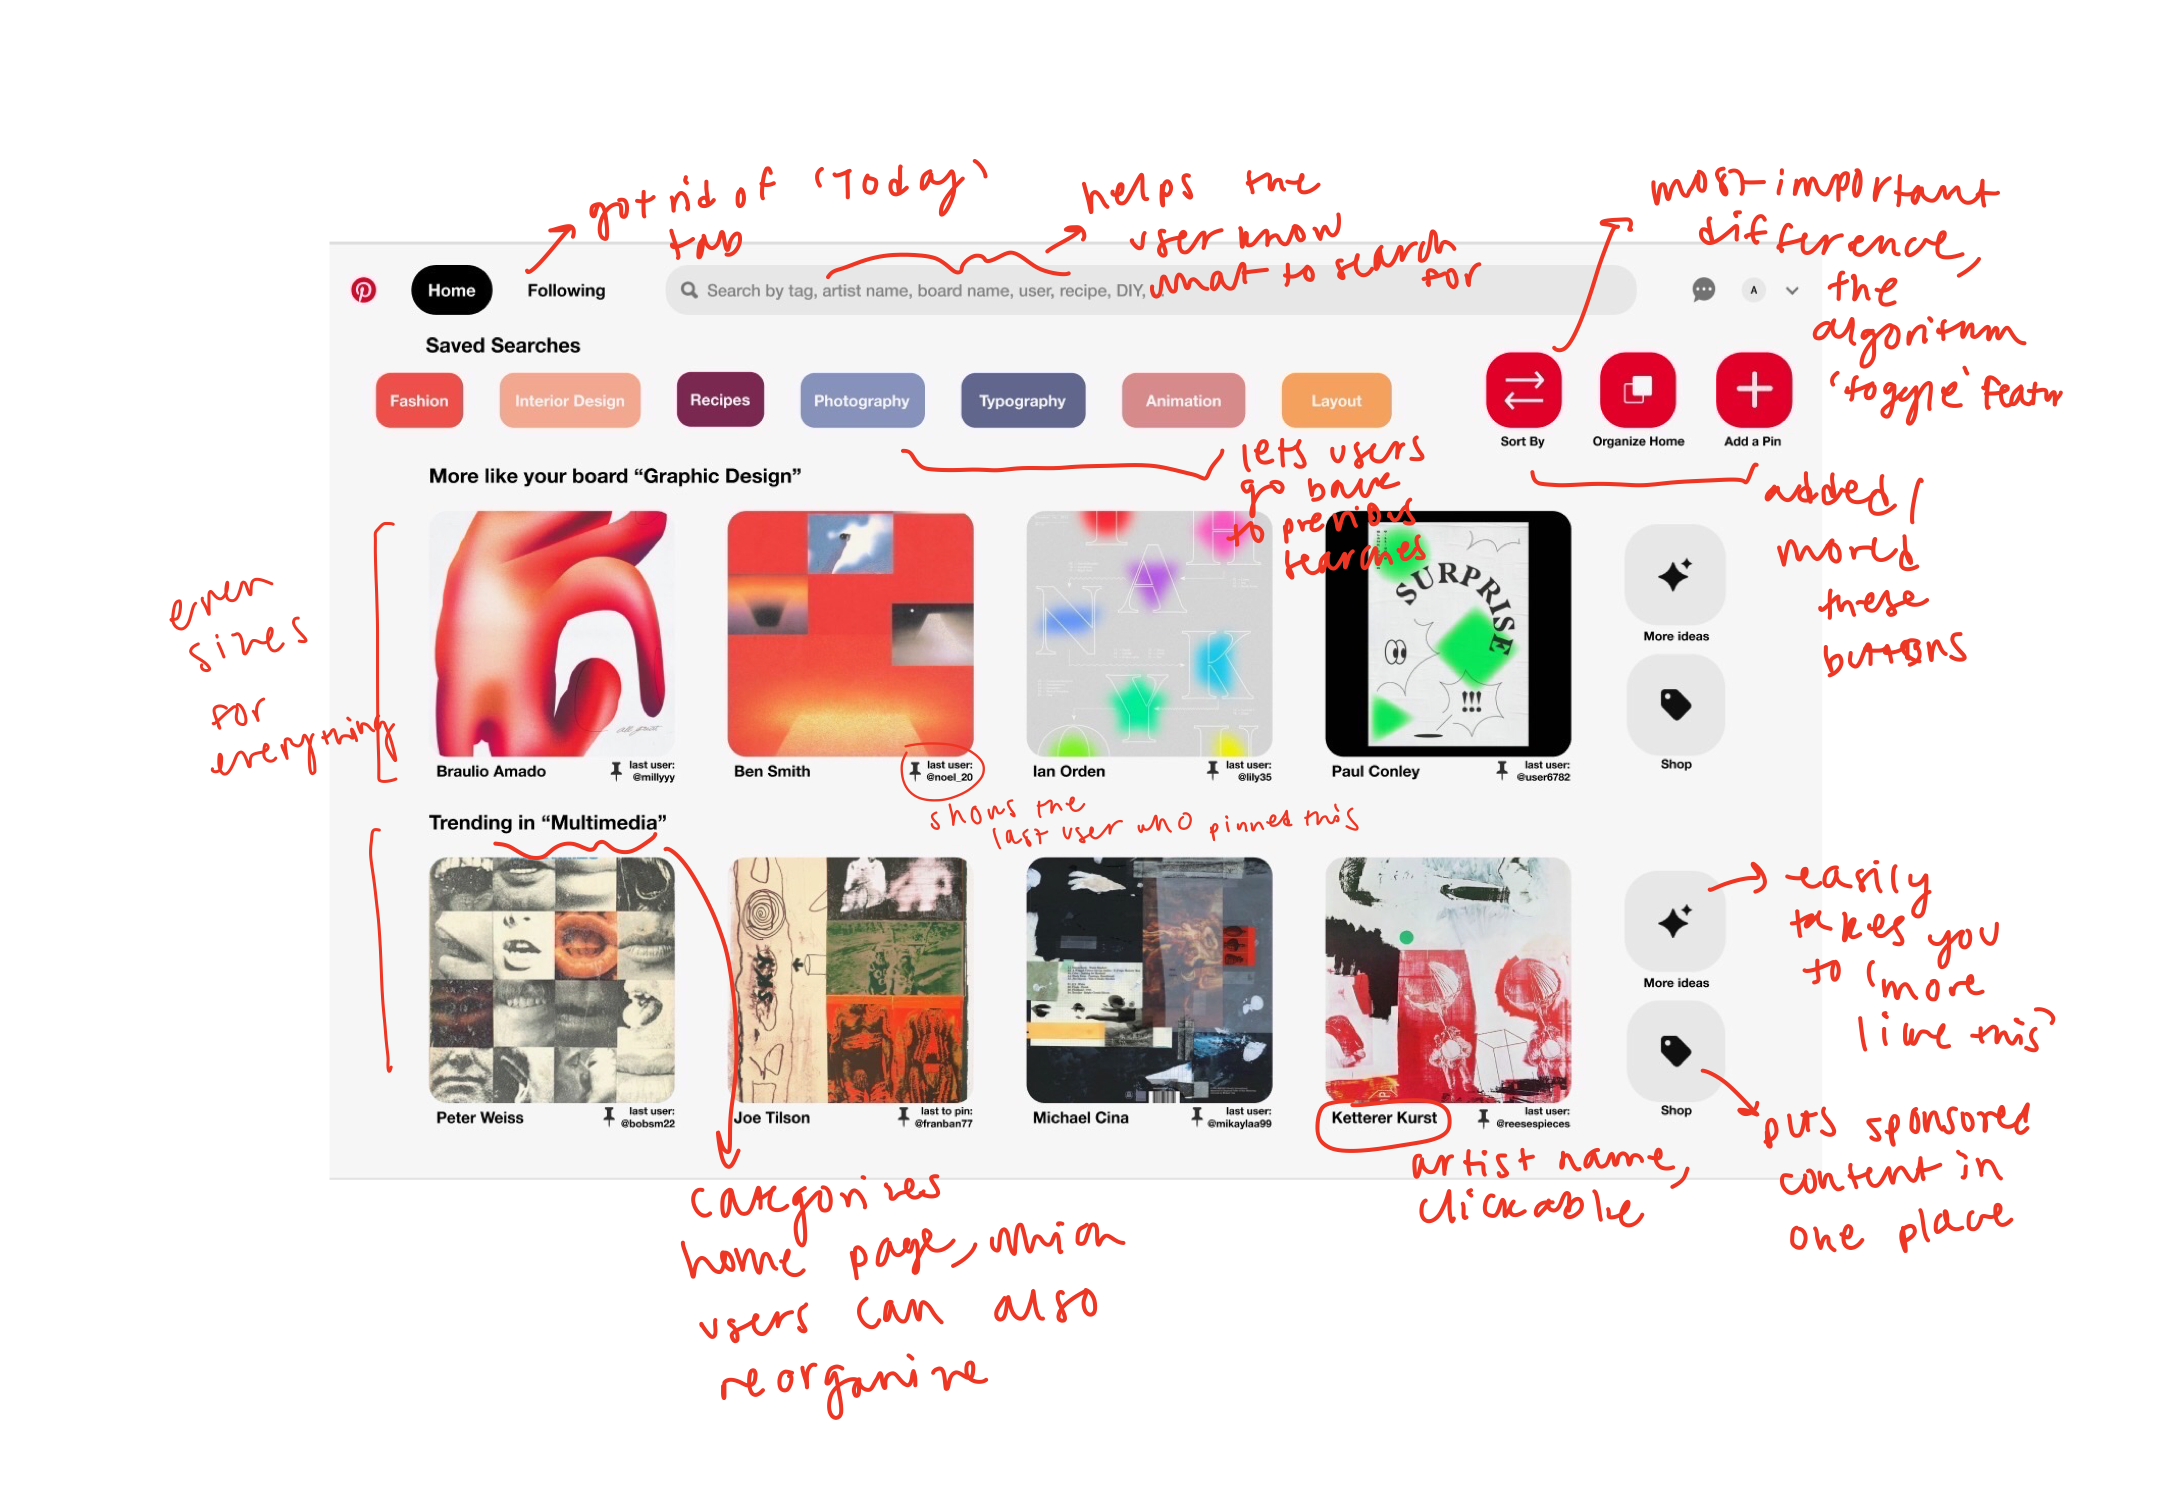 got rid of 'Today'
tab
helps the
user know
what to search
for
most important
difference,
the
algorithm
'toggle' featur
Home
Following
Search by tag, artist name, board name, user, recipe, DIY,
A
Saved Searches
Fashion
Interior Design
Recipes
Photography
Typography
Animation
Layout
Sort By
Organize Home
Add a Pin
lets users
go back
to previous
searches
added/
moved
these
buttons
More like your board “Graphic Design”
even
sizes
for
everything
SURPRISE
!!!
More ideas
Shop
Braulio Amado
last user:
@millyyy
Ben Smith
last user:
@noel_20
Ian Orden
last user:
@lily35
Paul Conley
last user:
@user6782
shows the
last user who pinned this
Trending in “Multimedia”
More ideas
Shop
easily
takes you
to 'more
like this'
Peter Weiss
last user:
@bobsm22
Joe Tilson
last to pin:
@franban77
Michael Cina
last user:
@mikaylaa99
Ketterer Kurst
last user:
@reesespieces
puts sponsored
content in
one place
artist name,
clickable
categorizes
home page, which
users can also
reorganize